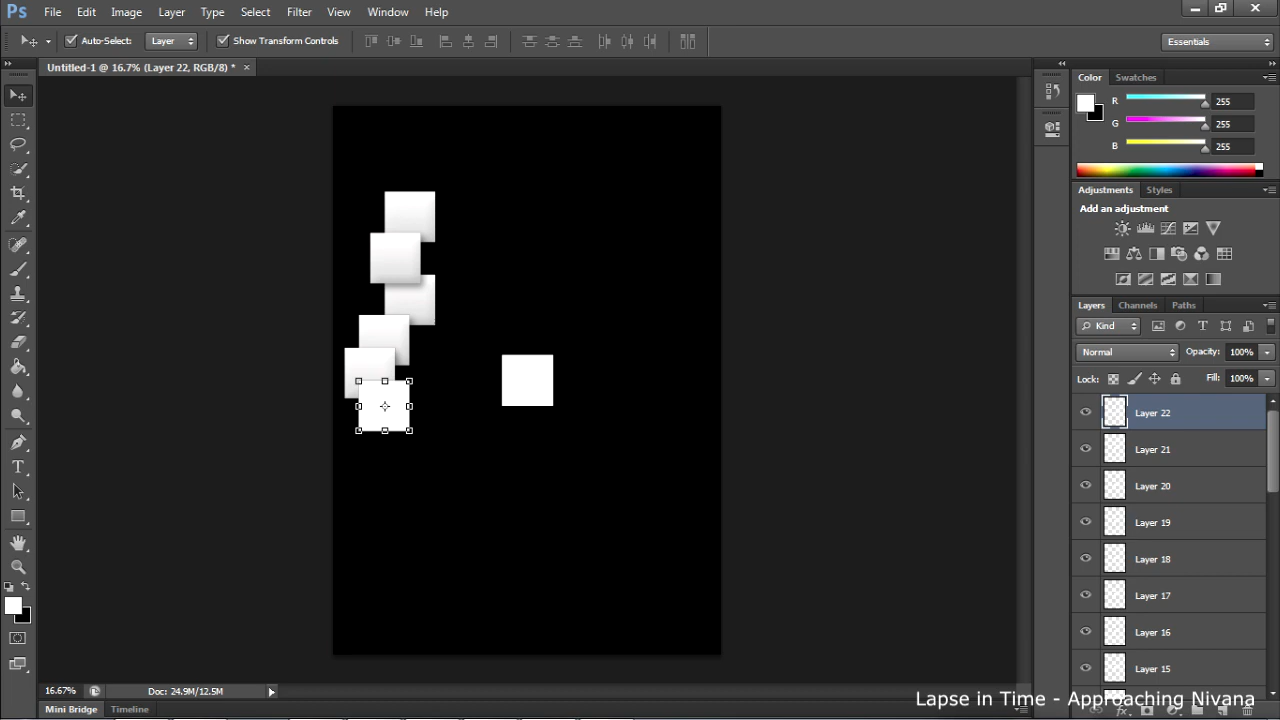 Ps File Edit Image Layer Type Select Filter View Window Help
Auto-Select: Layer Show Transform Controls Essentials
Untitled-1 @ 16.7% (Layer 22, RGB/8) * ×
Color Swatches
R 255
G 255
B 255
Adjustments Styles
Add an adjustment
Layers Channels Paths
Kind
Normal Opacity: 100%
Lock: Fill: 100%
Layer 22
Layer 21
Layer 20
Layer 19
Layer 18
Layer 17
Layer 16
Layer 15
16.67% Doc: 24.9M/12.5M
Lapse in Time - Approaching Nivana
Mini Bridge Timeline